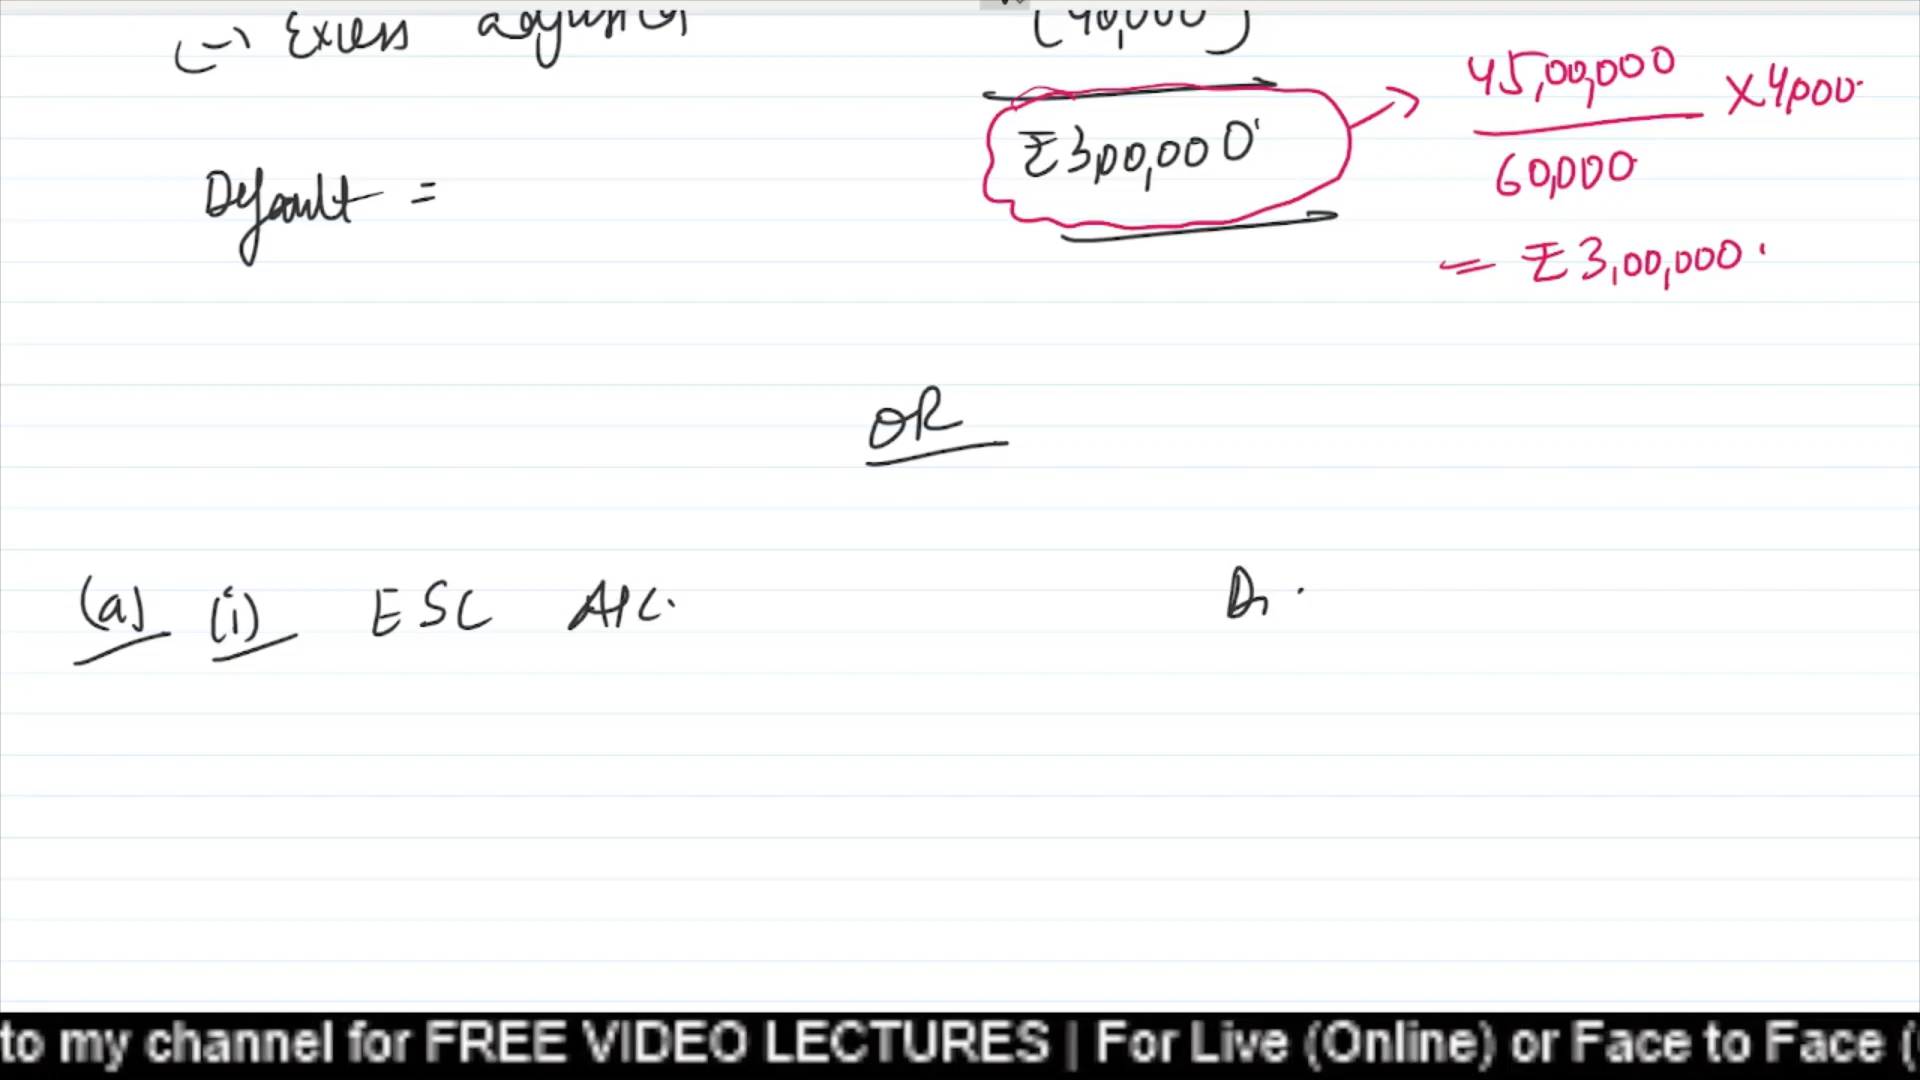 (-) Excess adjusted (40,000)
45,00,000 × 4,000
60,000
₹3,00,000
Default =
= ₹3,00,000
OR
(a) (i) ESC A/c. Dr.
to my channel for FREE VIDEO LECTURES | For Live (Online) or Face to Face (